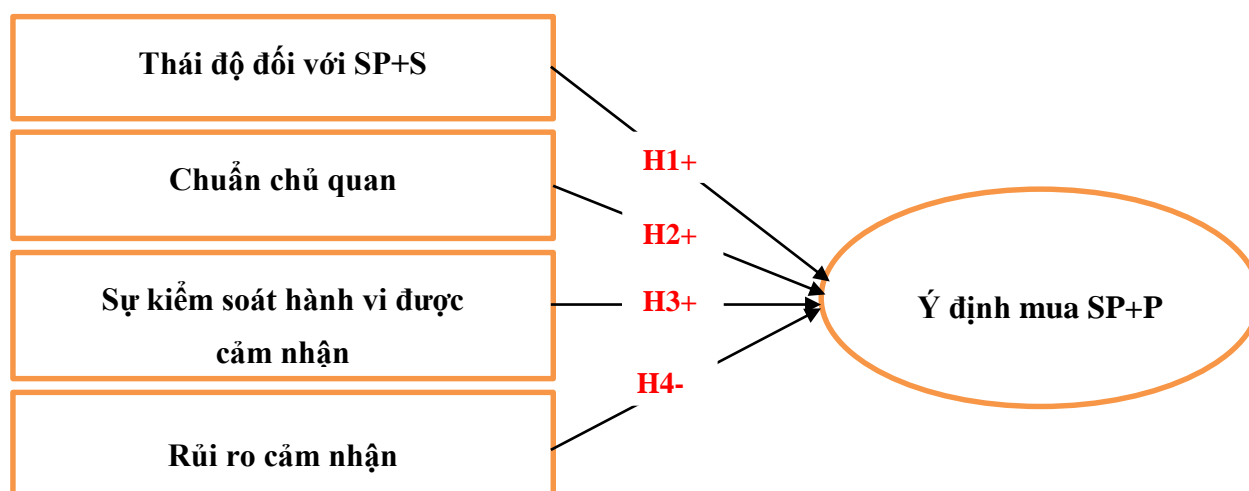 Thái độ đối với SP+S
H1+
Chuẩn chủ quan
H2+
Sự kiểm soát hành vi được
cảm nhận
H3+
Ý định mua SP+P
H4-
Rủi ro cảm nhận